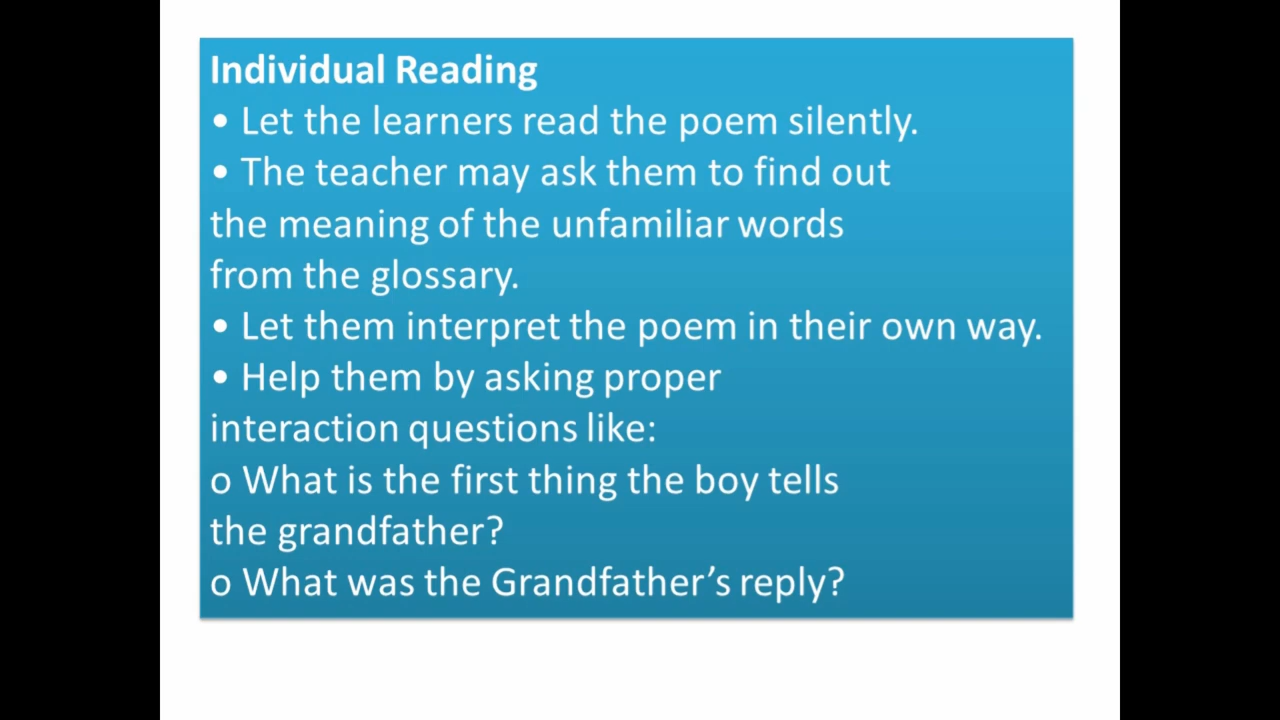 Individual Reading
• Let the learners read the poem silently.
• The teacher may ask them to find out
the meaning of the unfamiliar words
from the glossary.
• Let them interpret the poem in their own way.
• Help them by asking proper
interaction questions like:
o What is the first thing the boy tells
the grandfather?
o What was the Grandfather’s reply?